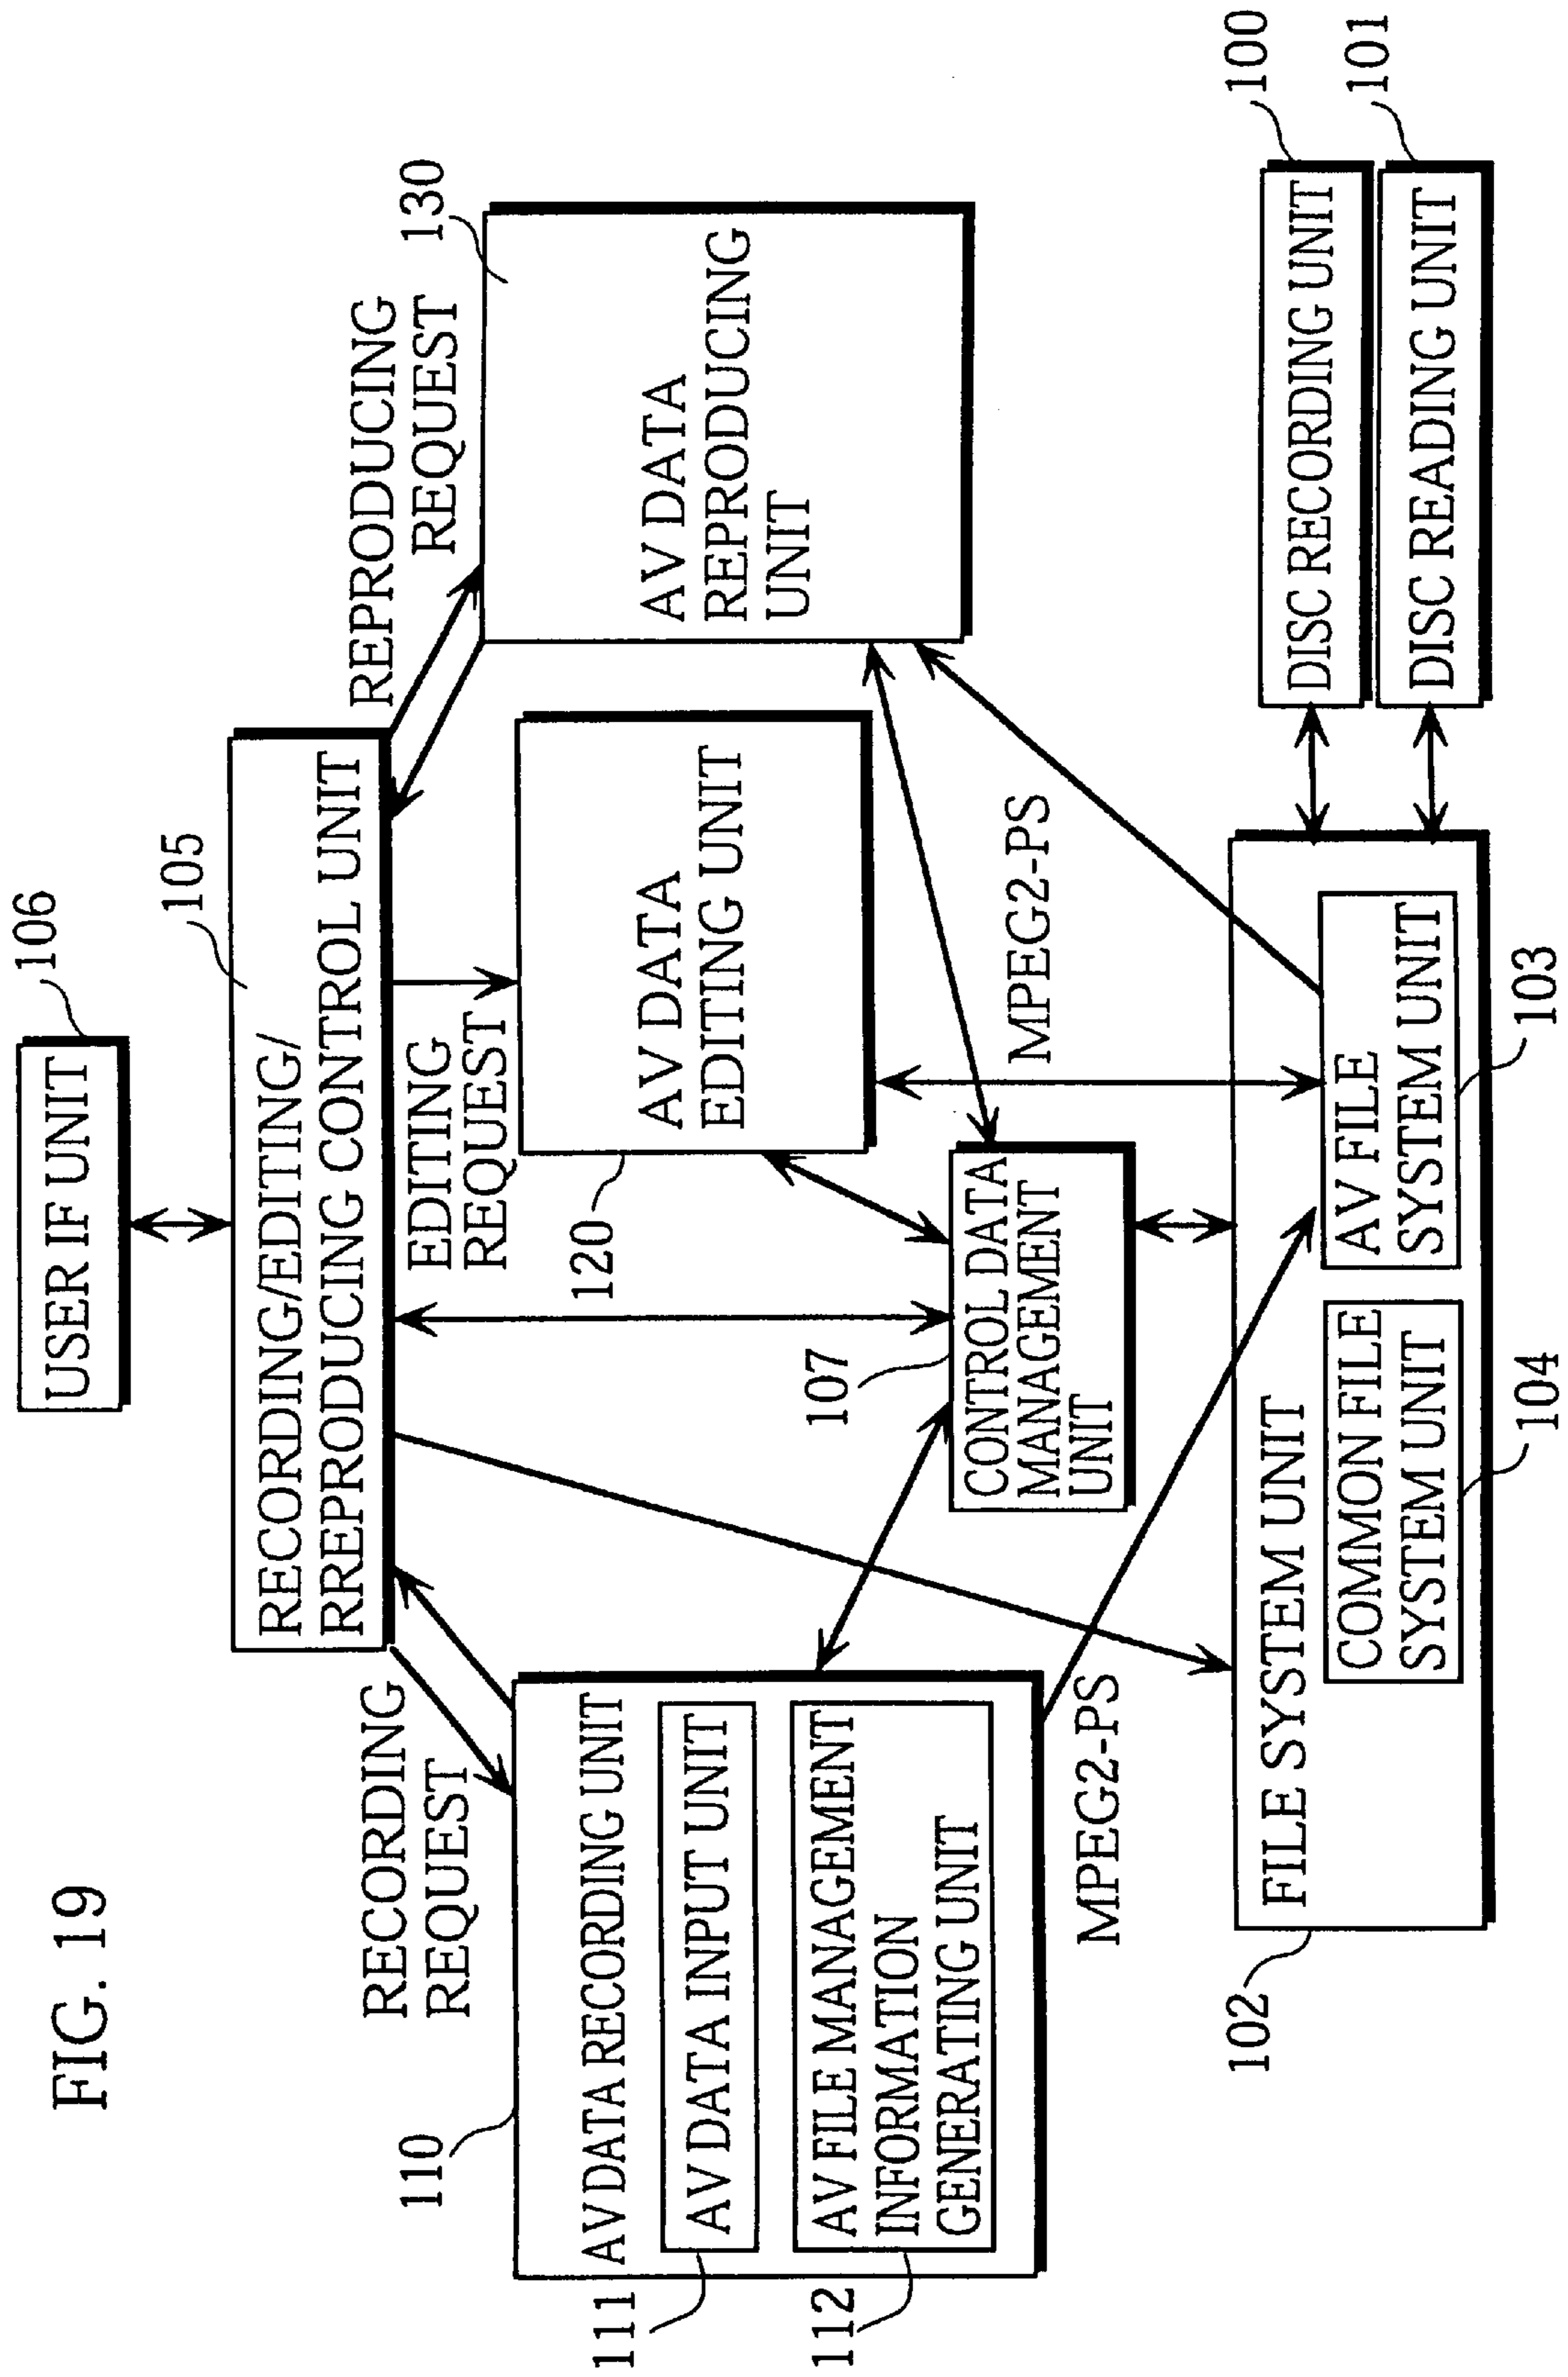 FIG. 19
USER IF UNIT
106
RECORDING/EDITING/
RREPRODUCING CONTROL UNIT
105
RECORDING
REQUEST
EDITING
REQUEST
REPRODUCING
REQUEST
110
AV DATA RECORDING UNIT
AV DATA INPUT UNIT
111
AV FILE MANAGEMENT
INFORMATION
GENERATING UNIT
112
120
AV DATA
EDITING UNIT
130
AV DATA
REPRODUCING
UNIT
107
CONTROL DATA
MANAGEMENT
UNIT
MPEG2-PS
MPEG2-PS
102
FILE SYSTEM UNIT
COMMON FILE
SYSTEM UNIT
104
AV FILE
SYSTEM UNIT
103
DISC RECORDING UNIT
100
DISC READING UNIT
101